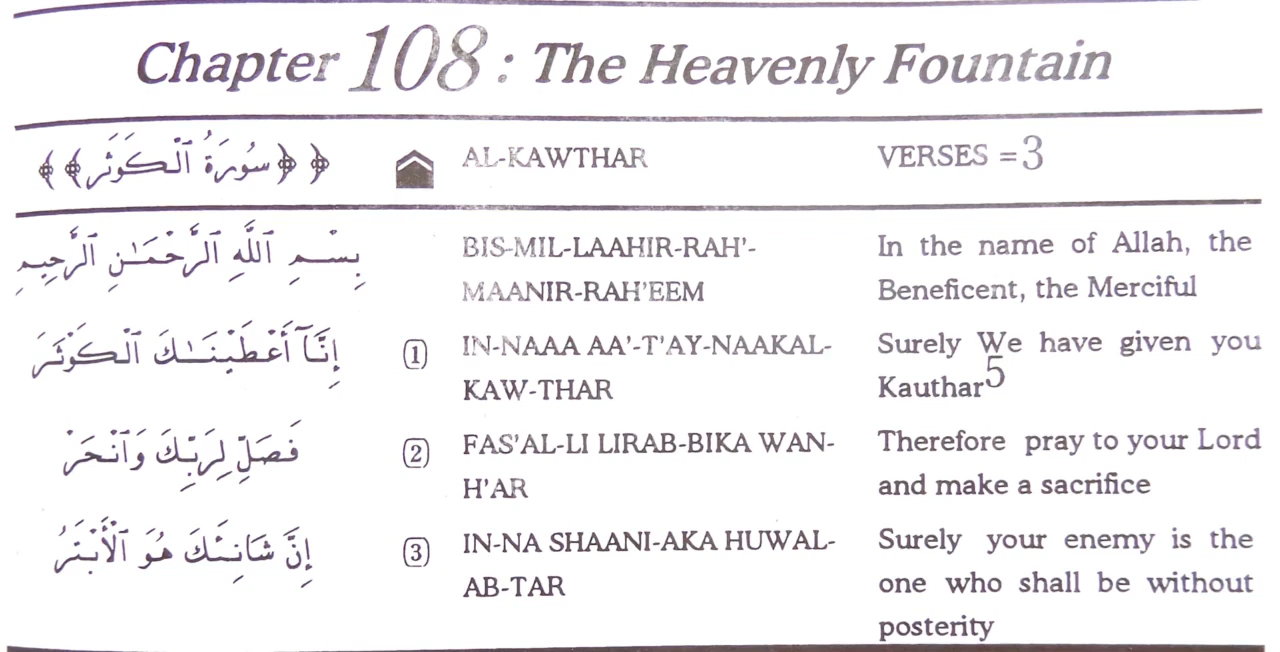 Chapter 108 : The Heavenly Fountain
﴿﴿سُورَةُ ٱلْكَوْثَر﴾﴾ AL-KAWTHAR VERSES =3
بِسْمِ ٱللَّهِ ٱلرَّحْمَـٰنِ ٱلرَّحِيمِ BIS-MIL-LAAHIR-RAH'- In the name of Allah, the
MAANIR-RAH'EEM Beneficent, the Merciful
إِنَّآ أَعْطَيْنَـٰكَ ٱلْكَوْثَرَ (1) IN-NAAA AA'-T'AY-NAAKAL- Surely We have given you
KAW-THAR Kauthar5
فَصَلِّ لِرَبِّكَ وَٱنْحَرْ (2) FAS'AL-LI LIRAB-BIKA WAN- Therefore pray to your Lord
H'AR and make a sacrifice
إِنَّ شَانِئَكَ هُوَ ٱلْأَبْتَرُ (3) IN-NA SHAANI-AKA HUWAL- Surely your enemy is the
AB-TAR one who shall be without
posterity